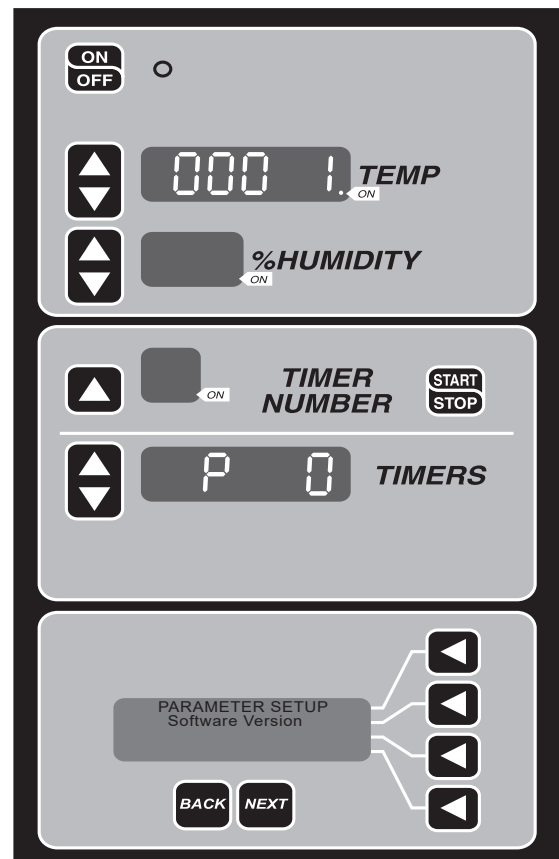 ON
OFF
000 1.
TEMP
ON
%HUMIDITY
ON
ON
TIMER
NUMBER
START
STOP
P 0
TIMERS
PARAMETER SETUP
Software Version
BACK
NEXT